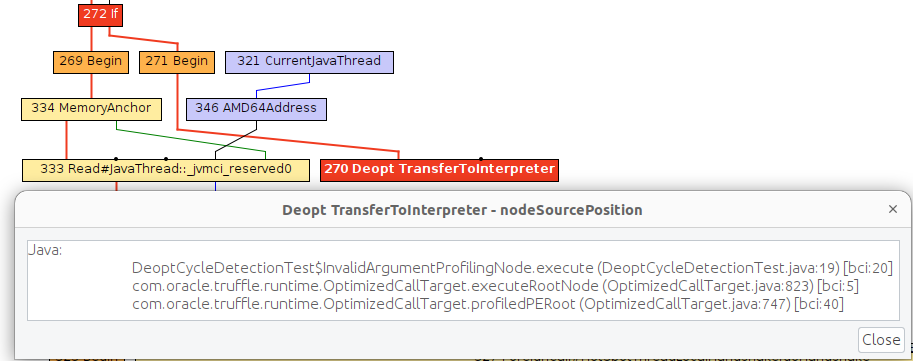 272 If
269 Begin
271 Begin
321 CurrentJavaThread
334 MemoryAnchor
346 AMD64Address
333 Read#JavaThread::_jvmci_reserved0
270 Deopt TransferToInterpreter
Deopt TransferToInterpreter - nodeSourcePosition
×
Java:
DeoptCycleDetectionTest$InvalidArgumentProfilingNode.execute (DeoptCycleDetectionTest.java:19) [bci:20]
com.oracle.truffle.runtime.OptimizedCallTarget.executeRootNode (OptimizedCallTarget.java:823) [bci:5]
com.oracle.truffle.runtime.OptimizedCallTarget.profiledPERoot (OptimizedCallTarget.java:747) [bci:40]
Close